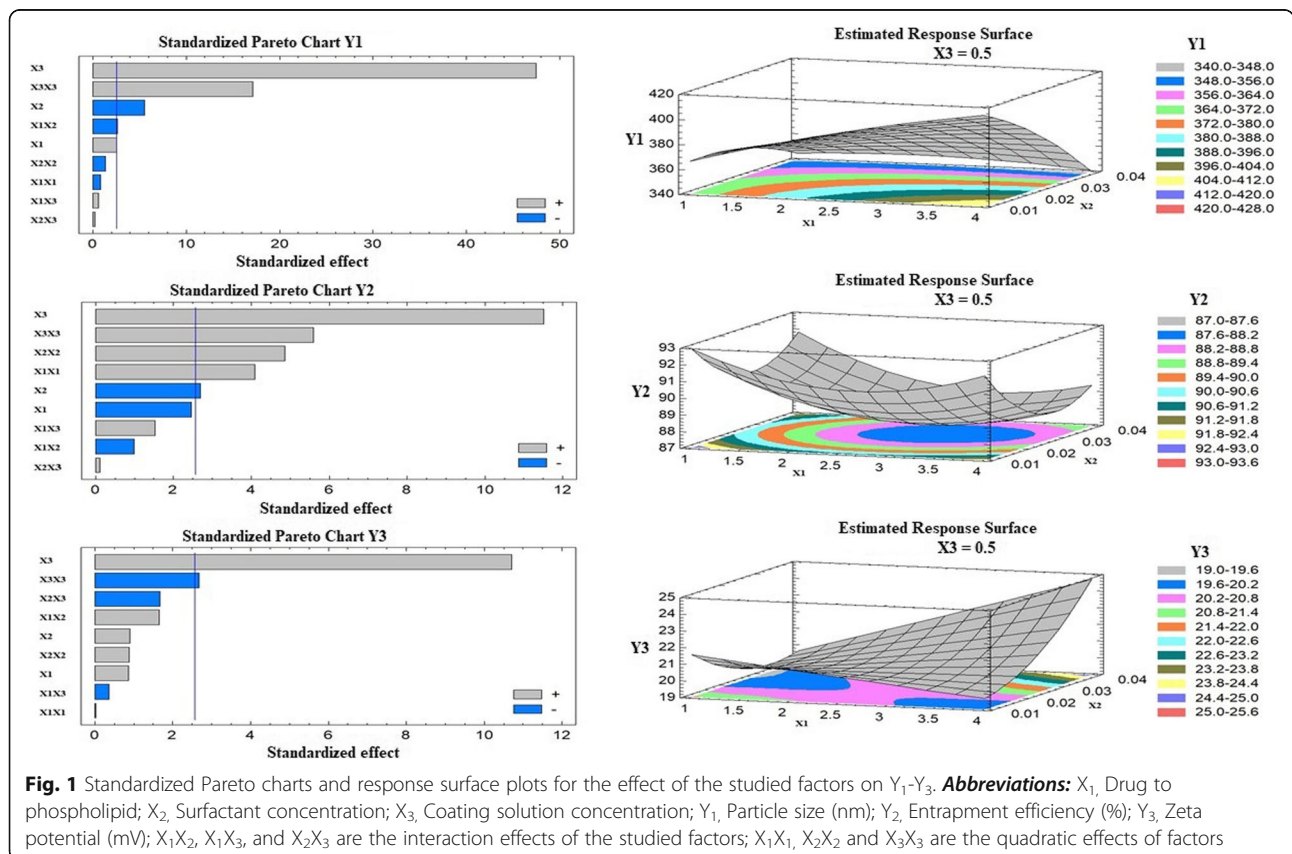 Standardized Pareto Chart Y1
X3
X3X3
X2
X1X2
X1
X2X2
X1X1
X1X3
X2X3
+
-
0 10 20 30 40 50
Standardized effect
Estimated Response Surface
X3 = 0.5
Y1
420
400
380
360
340
1 1.5 2 2.5 3 3.5 4
X1
0.01 0.02 0.03 0.04
X2
Y1
340.0-348.0
348.0-356.0
356.0-364.0
364.0-372.0
372.0-380.0
380.0-388.0
388.0-396.0
396.0-404.0
404.0-412.0
412.0-420.0
420.0-428.0
Standardized Pareto Chart Y2
X3
X3X3
X2X2
X1X1
X2
X1
X1X3
X1X2
X2X3
+
-
0 2 4 6 8 10 12
Standardized effect
Estimated Response Surface
X3 = 0.5
Y2
93
92
91
90
89
88
87
1 1.5 2 2.5 3 3.5 4
X1
0.01 0.02 0.03 0.04
X2
Y2
87.0-87.6
87.6-88.2
88.2-88.8
88.8-89.4
89.4-90.0
90.0-90.6
90.6-91.2
91.2-91.8
91.8-92.4
92.4-93.0
93.0-93.6
Standardized Pareto Chart Y3
X3
X3X3
X2X3
X1X2
X2
X2X2
X1
X1X3
X1X1
+
-
0 2 4 6 8 10 12
Standardized effect
Estimated Response Surface
X3 = 0.5
Y3
25
24
23
22
21
20
19
1 1.5 2 2.5 3 3.5 4
X1
0.01 0.02 0.03 0.04
X2
Y3
19.0-19.6
19.6-20.2
20.2-20.8
20.8-21.4
21.4-22.0
22.0-22.6
22.6-23.2
23.2-23.8
23.8-24.4
24.4-25.0
25.0-25.6
Fig. 1 Standardized Pareto charts and response surface plots for the effect of the studied factors on Y₁-Y₃. Abbreviations: X₁, Drug to
phospholipid; X₂, Surfactant concentration; X₃, Coating solution concentration; Y₁, Particle size (nm); Y₂, Entrapment efficiency (%); Y₃, Zeta
potential (mV); X₁X₂, X₁X₃, and X₂X₃ are the interaction effects of the studied factors; X₁X₁, X₂X₂ and X₃X₃ are the quadratic effects of factors